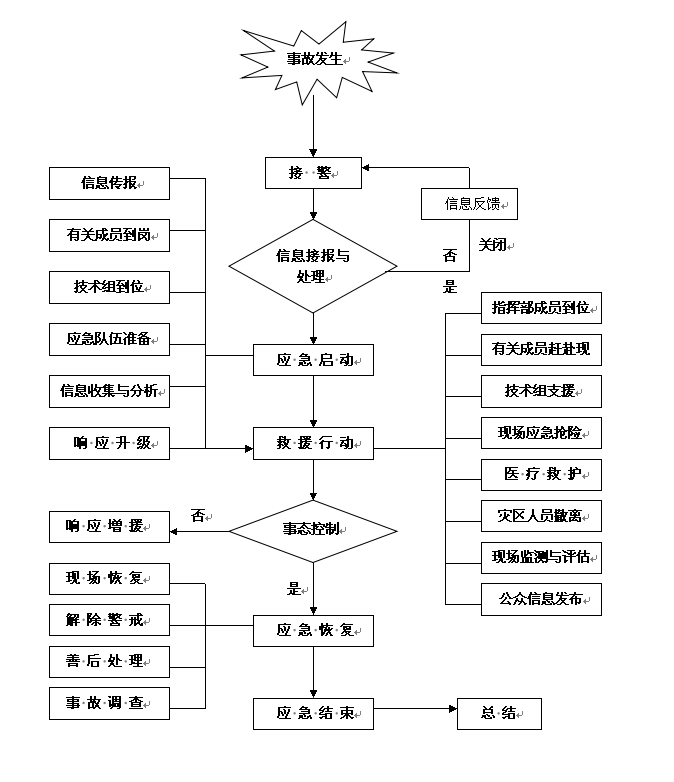 事故发生
接 警
信息反馈
信息接报与
处理
否
关闭
是
信息传报
有关成员到岗
技术组到位
应急队伍准备
信息收集与分析
响应升级
应急启动
救援行动
指挥部成员到位
有关成员赶赴现
技术组支援
现场应急抢险
医疗救护
灾区人员撤离
现场监测与评估
公众信息发布
事态控制
否
响应增援
是
现场恢复
解除警戒
善后处理
事故调查
应急恢复
应急结束
总结